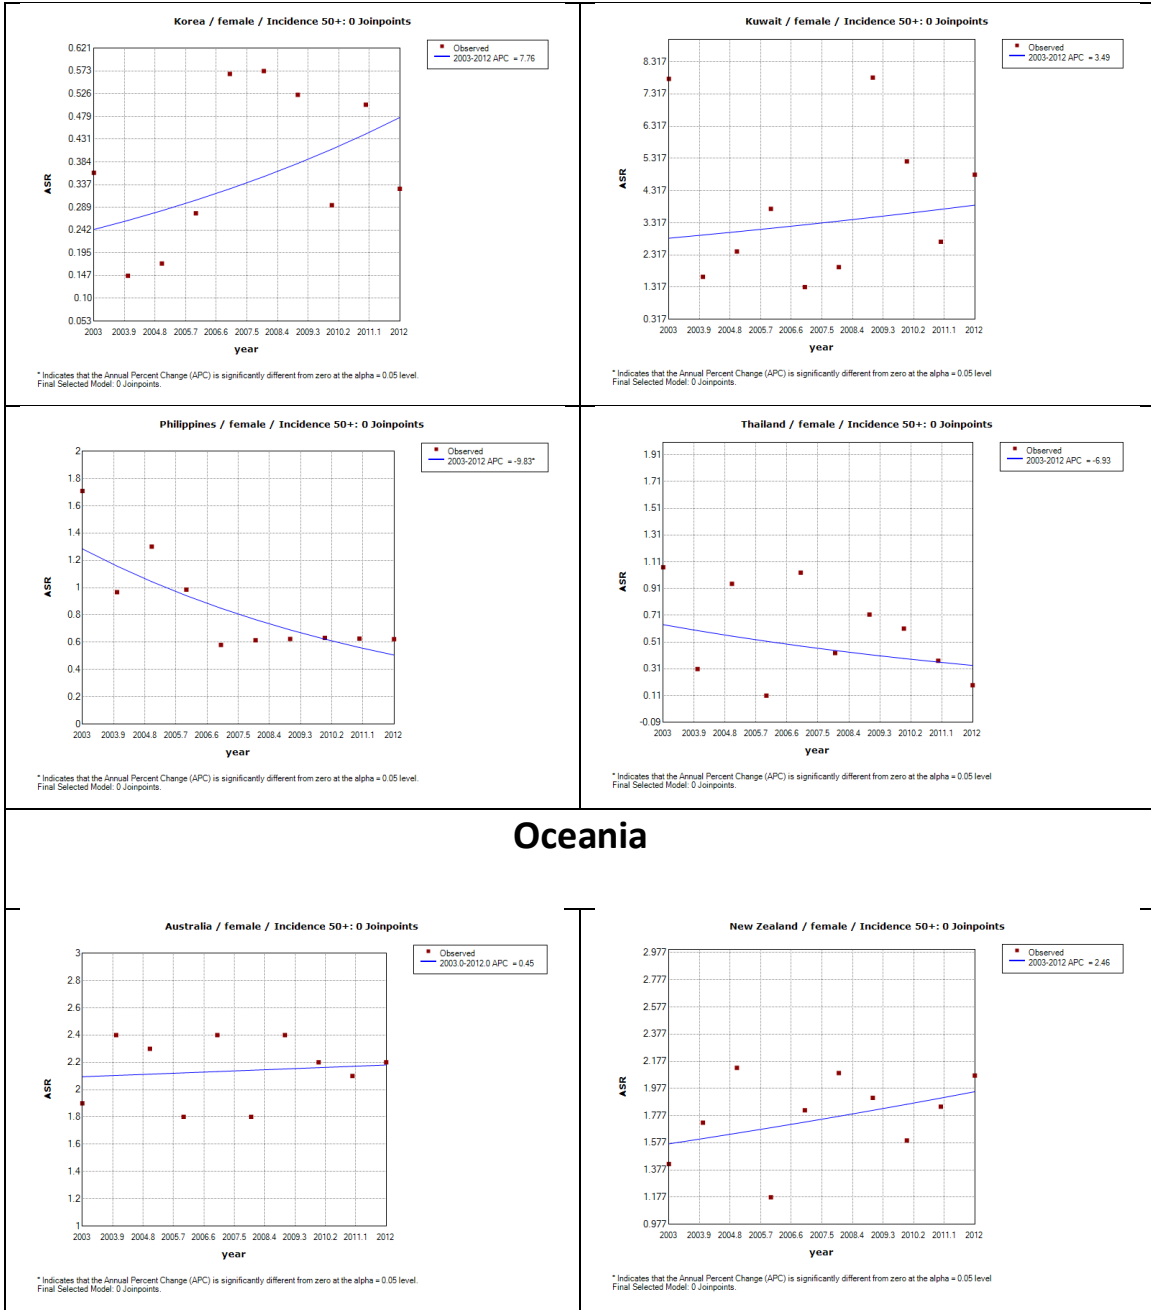 Korea / female / Incidence 50+: 0 Joinpoints
0.621
0.573
0.526
0.479
0.431
0.384
0.337
0.289
0.242
0.195
0.147
0.10
0.053
ASR
2003 2003.9 2004.8 2005.7 2006.6 2007.5 2008.4 2009.3 2010.2 2011.1 2012
year
Observed
2003-2012 APC = 7.76
* Indicates that the Annual Percent Change (APC) is significantly different from zero at the alpha = 0.05 level.
Final Selected Model: 0 Joinpoints.
Kuwait / female / Incidence 50+: 0 Joinpoints
8.317
7.317
6.317
5.317
4.317
3.317
2.317
1.317
0.317
ASR
2003 2003.9 2004.8 2005.7 2006.6 2007.5 2008.4 2009.3 2010.2 2011.1 2012
year
Observed
2003-2012 APC = 3.49
* Indicates that the Annual Percent Change (APC) is significantly different from zero at the alpha = 0.05 level
Final Selected Model: 0 Joinpoints.
Philippines / female / Incidence 50+: 0 Joinpoints
2
1.8
1.6
1.4
1.2
1
0.8
0.6
0.4
0.2
0
ASR
2003 2003.9 2004.8 2005.7 2006.6 2007.5 2008.4 2009.3 2010.2 2011.1 2012
year
Observed
2003-2012 APC = -9.83*
* Indicates that the Annual Percent Change (APC) is significantly different from zero at the alpha = 0.05 level.
Final Selected Model: 0 Joinpoints.
Thailand / female / Incidence 50+: 0 Joinpoints
1.91
1.71
1.51
1.31
1.11
0.91
0.71
0.51
0.31
0.11
-0.09
ASR
2003 2003.9 2004.8 2005.7 2006.6 2007.5 2008.4 2009.3 2010.2 2011.1 2012
year
Observed
2003-2012 APC = -6.93
* Indicates that the Annual Percent Change (APC) is significantly different from zero at the alpha = 0.05 level
Final Selected Model: 0 Joinpoints.
Oceania
Australia / female / Incidence 50+: 0 Joinpoints
3
2.8
2.6
2.4
2.2
2
1.8
1.6
1.4
1.2
1
ASR
2003 2003.9 2004.8 2005.7 2006.6 2007.5 2008.4 2009.3 2010.2 2011.1 2012
year
Observed
2003.0-2012.0 APC = 0.45
* Indicates that the Annual Percent Change (APC) is significantly different from zero at the alpha = 0.05 level.
Final Selected Model: 0 Joinpoints.
New Zealand / female / Incidence 50+: 0 Joinpoints
2.977
2.777
2.577
2.377
2.177
1.977
1.777
1.577
1.377
1.177
0.977
ASR
2003 2003.9 2004.8 2005.7 2006.6 2007.5 2008.4 2009.3 2010.2 2011.1 2012
year
Observed
2003-2012 APC = 2.46
* Indicates that the Annual Percent Change (APC) is significantly different from zero at the alpha = 0.05 level
Final Selected Model: 0 Joinpoints.